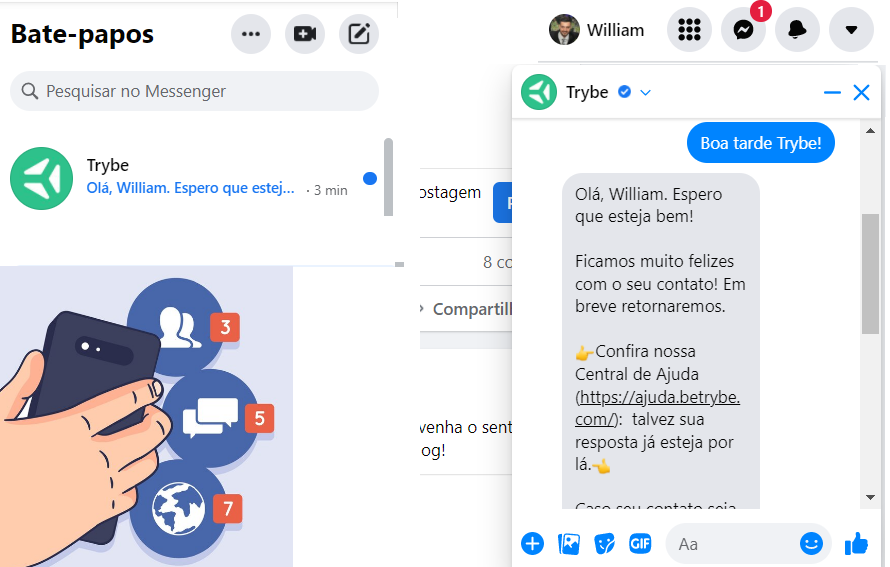 Bate-papos
Pesquisar no Messenger
Trybe
Olá, William. Espero que estej... · 3 min
3
5
7
William
1
ostagem
8 co
Compartill
venha o sent
og!
Trybe
Boa tarde Trybe!
Olá, William. Espero
que esteja bem!
Ficamos muito felizes
com o seu contato! Em
breve retornaremos.
👉Confira nossa
Central de Ajuda
(https://ajuda.betrybe.
com/): talvez sua
resposta já esteja por
lá.👈
Caso seu contato seja
GIF
Aa